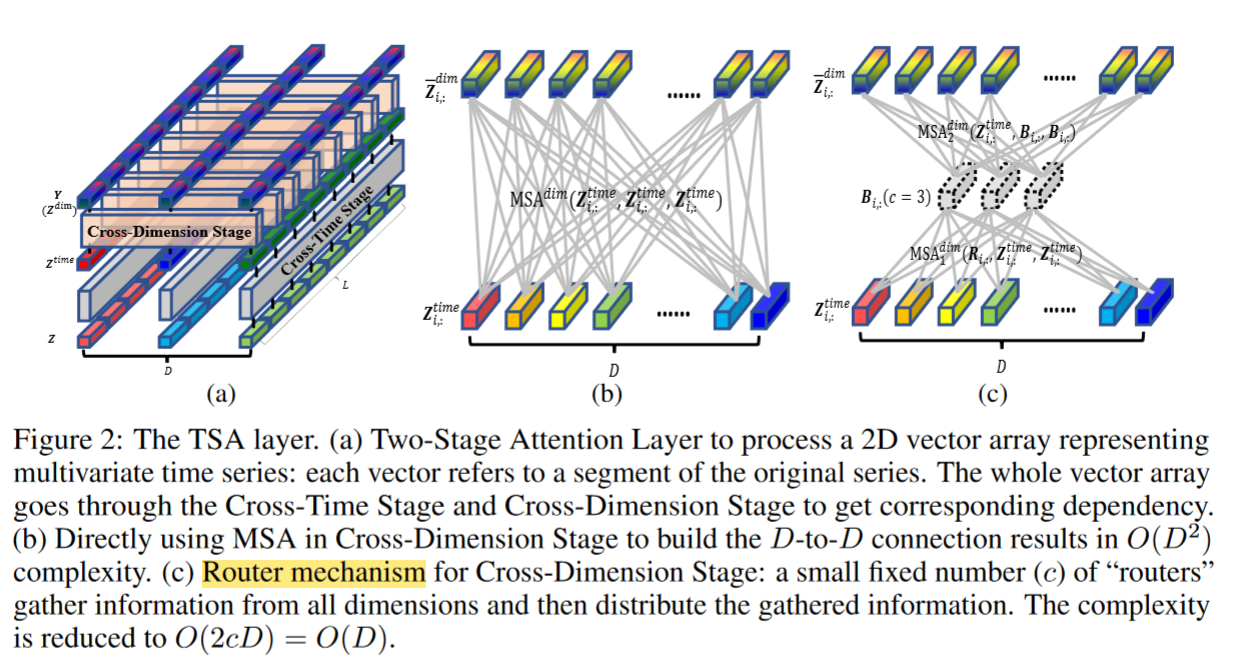 Y
(Z^dim)
Cross-Dimension Stage
Z^time
Cross-Time Stage
L
Z
D
(a)
Z̅^dim_i,:
......
MSA^dim(Z^time_i,:, Z^time_i,:, Z^time_i,:)
Z^time_i,:
......
D
(b)
Z̅^dim_i,:
......
MSA^dim_2(Z^time_i,:, B_i,:, B_i,:)
B_i,:(c = 3)
MSA^dim_1(R_i,:, Z^time_i,:, Z^time_i,:)
Z^time_i,:
......
D
(c)
Figure 2: The TSA layer. (a) Two-Stage Attention Layer to process a 2D vector array representing
multivariate time series: each vector refers to a segment of the original series. The whole vector array
goes through the Cross-Time Stage and Cross-Dimension Stage to get corresponding dependency.
(b) Directly using MSA in Cross-Dimension Stage to build the D-to-D connection results in O(D²)
complexity. (c) Router mechanism for Cross-Dimension Stage: a small fixed number (c) of “routers”
gather information from all dimensions and then distribute the gathered information. The complexity
is reduced to O(2cD) = O(D).